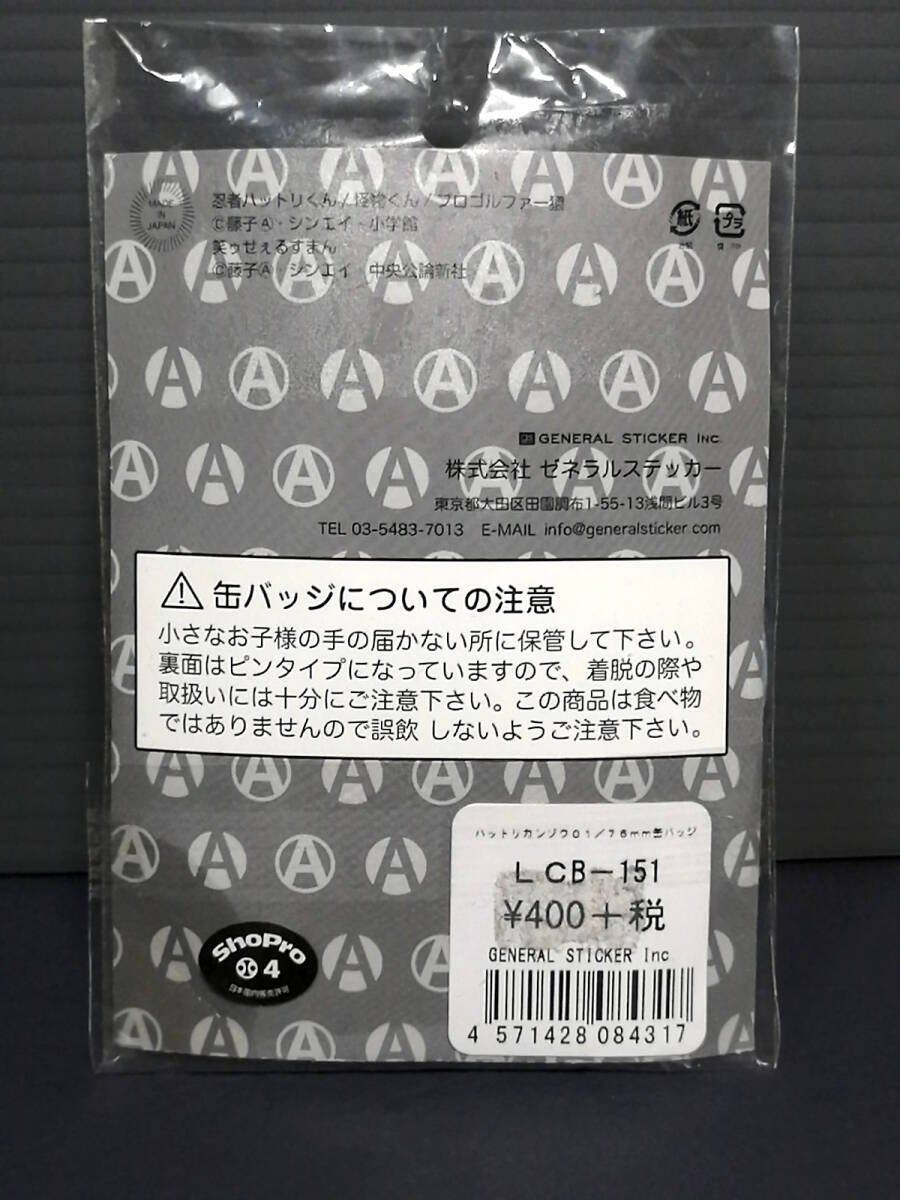 MADE
IN
JAPAN
忍者ハットリくん/怪物くん/プロゴルファー猿
©藤子Ⓐ・シンエイ・小学館
笑ゥせぇるすまん
©藤子Ⓐ・シンエイ 中央公論新社
紙
プラ
GENERAL STICKER INC.
株式会社 ゼネラルステッカー
東京都大田区田園調布1-55-13浅間ビル3号
TEL 03-5483-7013 E-MAIL info@generalsticker.com
缶バッジについての注意
小さなお子様の手の届かない所に保管して下さい。
裏面はピンタイプになっていますので、着脱の際や
取扱いには十分にご注意下さい。この商品は食べ物
ではありませんので誤飲 しないようご注意下さい。
ハットリカンゾウ01/76mm缶バッジ
LCB-151
¥400+税
GENERAL STICKER Inc
4 571428 084317
ShoPro
小 4
日本国内販売許可